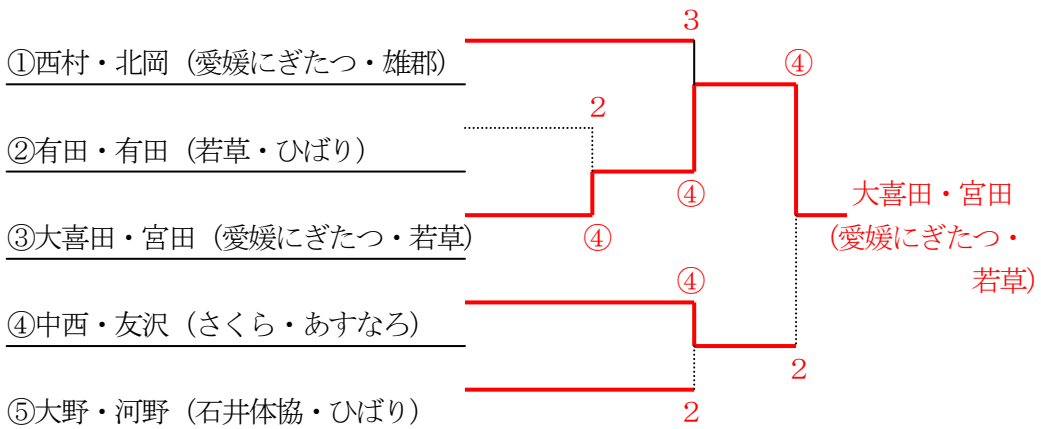 3
①西村・北岡（愛媛にぎたつ・雄郡）
④
2
②有田・有田（若草・ひばり）
④
大喜田・宮田
（愛媛にぎたつ・
若草）
③大喜田・宮田（愛媛にぎたつ・若草）
④
④
④中西・友沢（さくら・あすなろ）
2
⑤大野・河野（石井体協・ひばり）
2